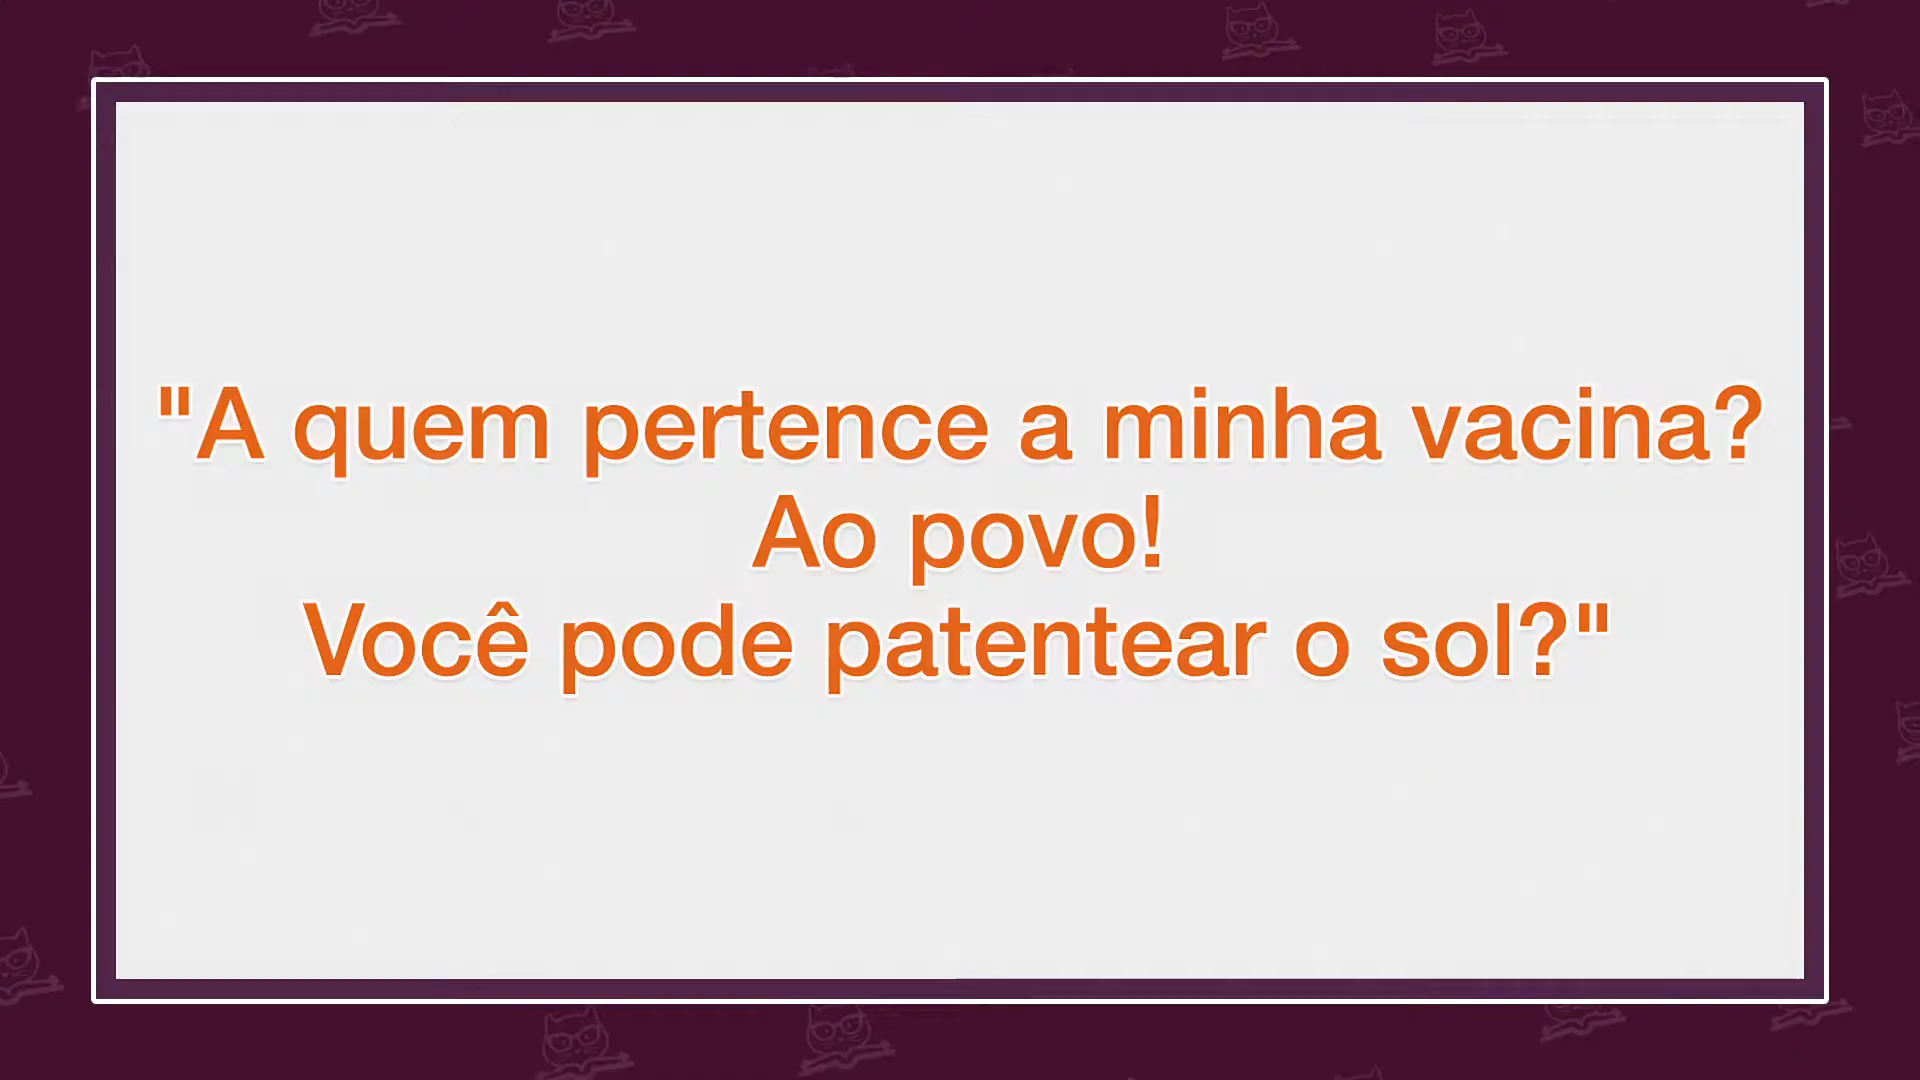 "A quem pertence a minha vacina?
Ao povo!
Você pode patentear o sol?"